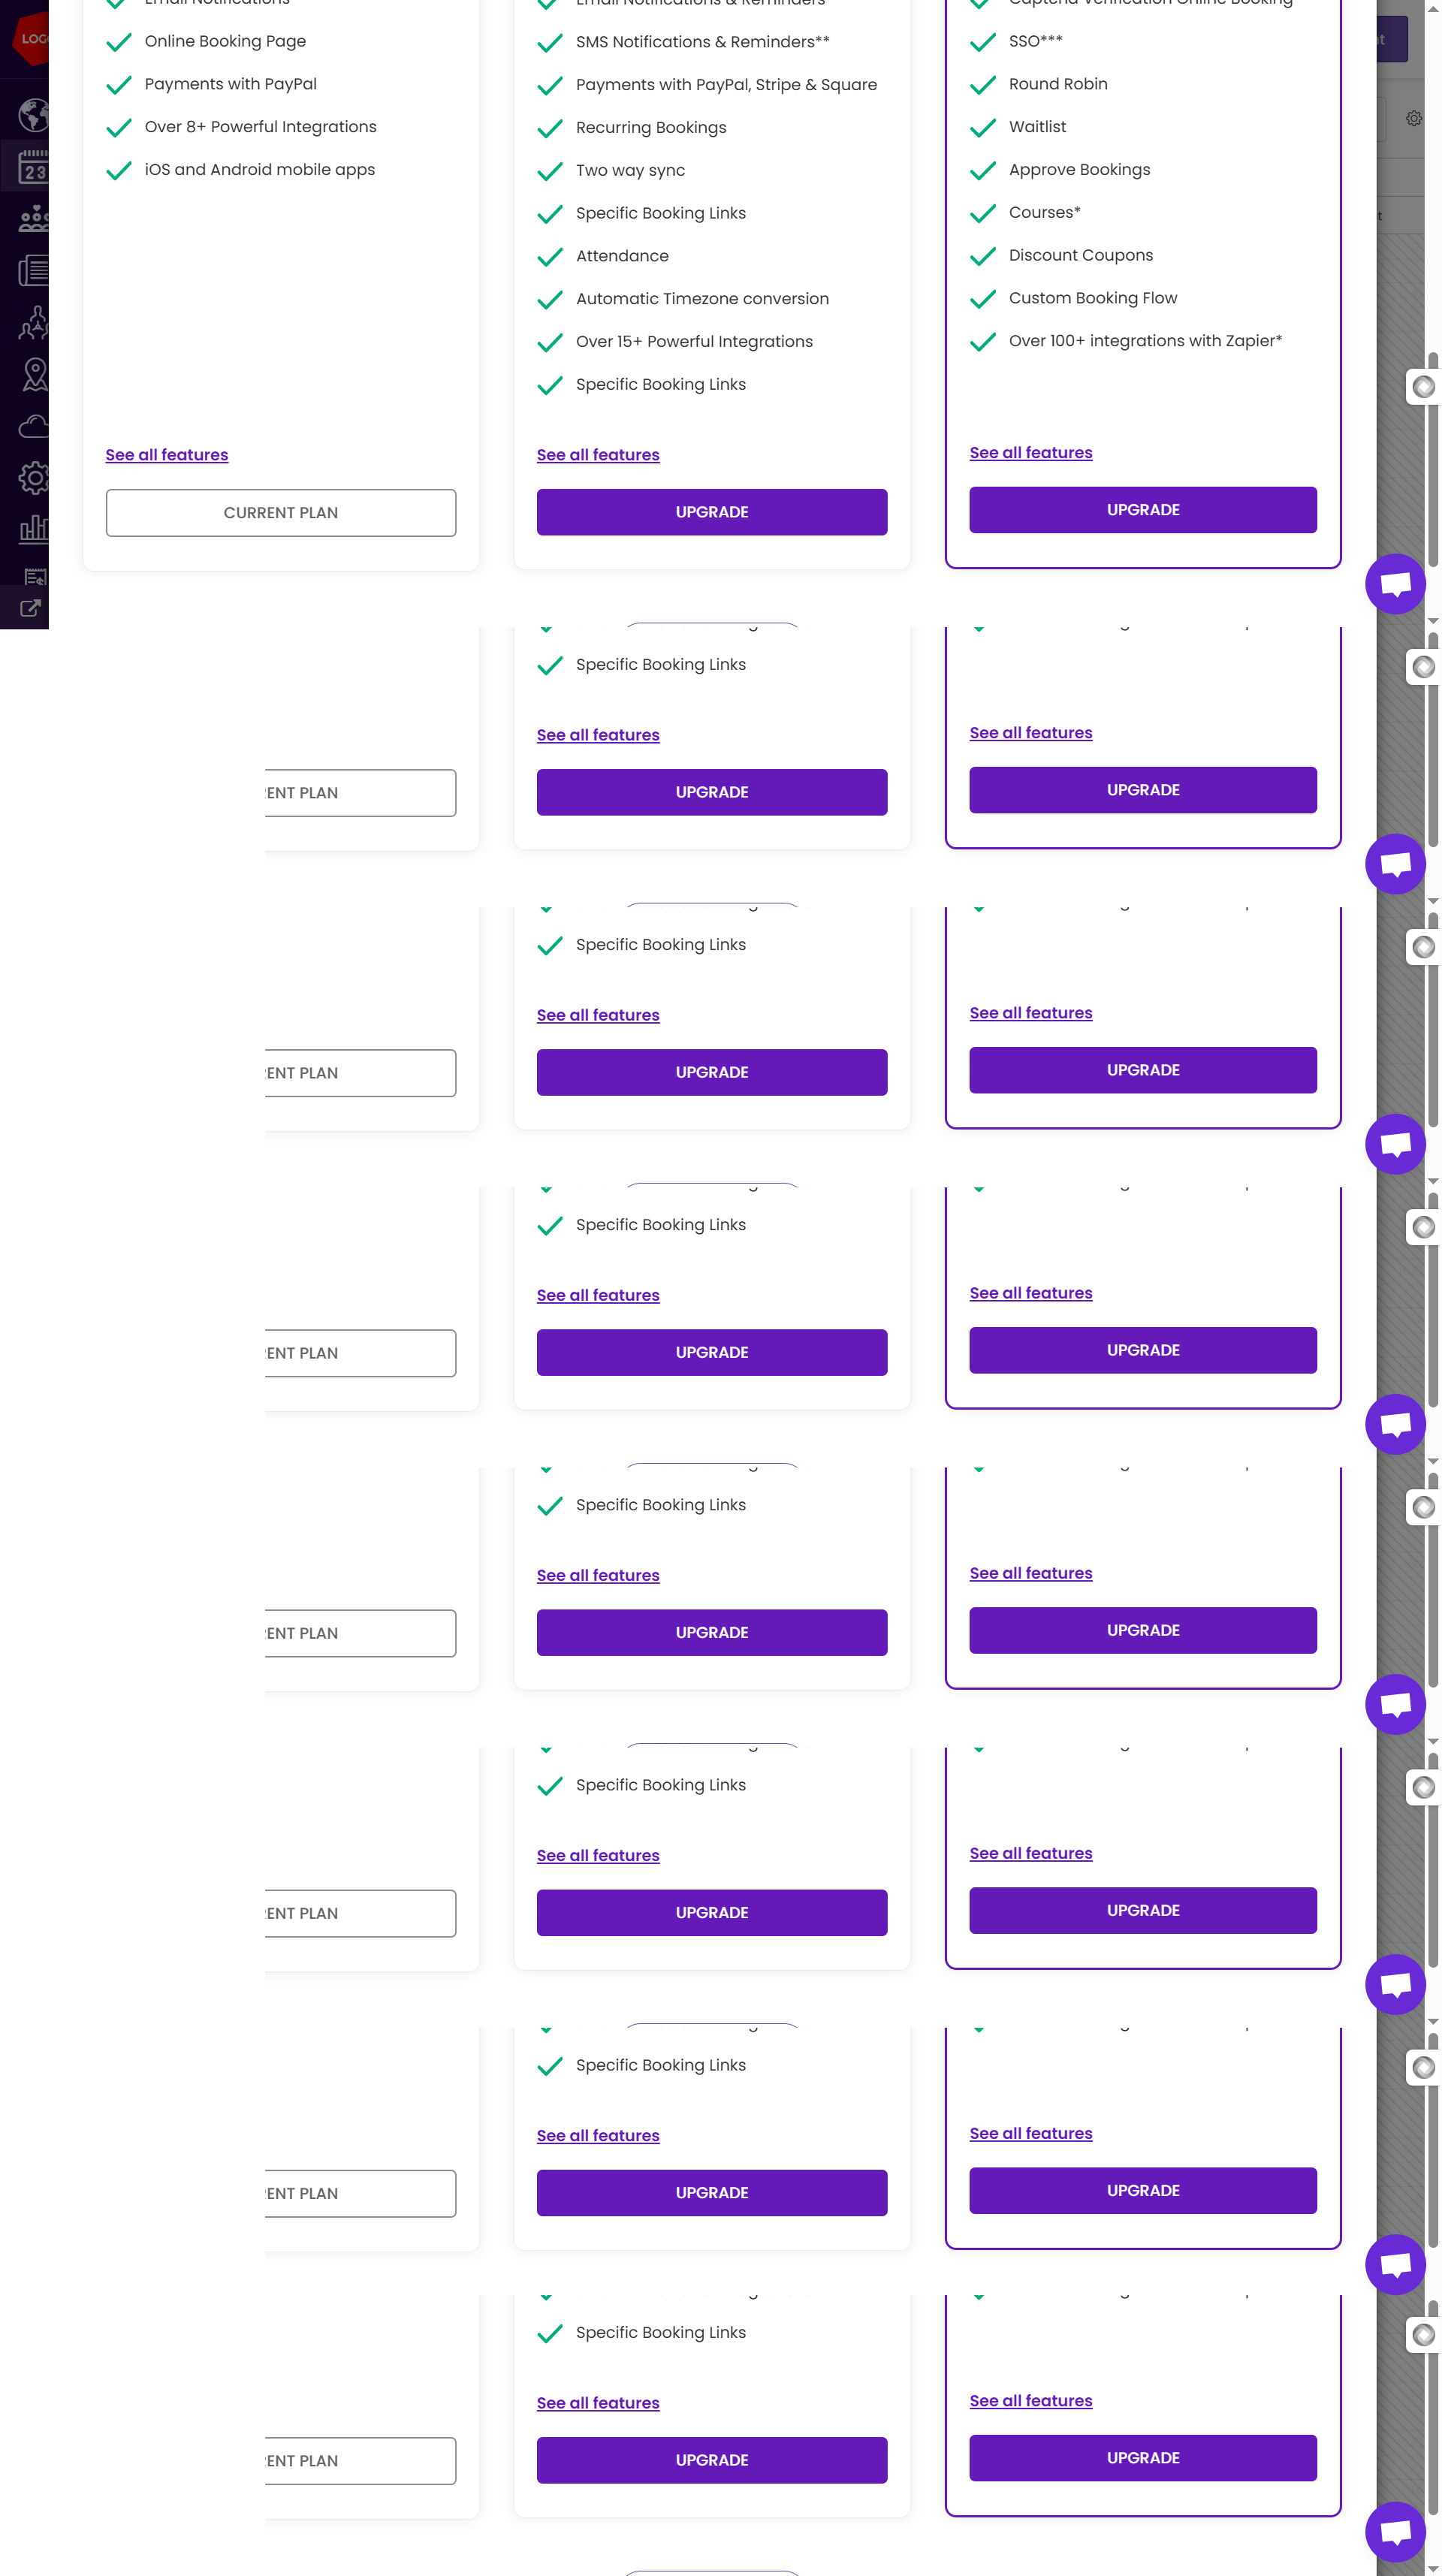 Email Notifications
Online Booking Page
Payments with PayPal
Over 8+ Powerful Integrations
iOS and Android mobile apps
See all features
CURRENT PLAN
Email Notifications & Reminders
SMS Notifications & Reminders**
Payments with PayPal, Stripe & Square
Recurring Bookings
Two way sync
Specific Booking Links
Attendance
Automatic Timezone conversion
Over 15+ Powerful Integrations
Specific Booking Links
See all features
UPGRADE
Captcha Verification Online Booking
SSO***
Round Robin
Waitlist
Approve Bookings
Courses*
Discount Coupons
Custom Booking Flow
Over 100+ integrations with Zapier*
See all features
UPGRADE
23
Specific Booking Links
See all features
See all features
ENT PLAN
UPGRADE
UPGRADE
Specific Booking Links
See all features
See all features
ENT PLAN
UPGRADE
UPGRADE
Specific Booking Links
See all features
See all features
ENT PLAN
UPGRADE
UPGRADE
Specific Booking Links
See all features
See all features
ENT PLAN
UPGRADE
UPGRADE
Specific Booking Links
See all features
See all features
ENT PLAN
UPGRADE
UPGRADE
Specific Booking Links
See all features
See all features
ENT PLAN
UPGRADE
UPGRADE
Specific Booking Links
See all features
See all features
ENT PLAN
UPGRADE
UPGRADE